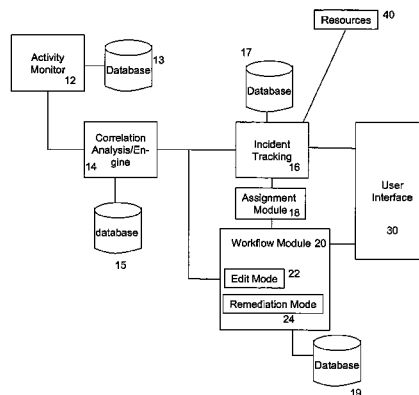 Resources
40
Activity
Monitor
12
Database
13
17
Database
Correlation
Analysis/En-
gine
14
Incident
Tracking
16
User
Interface
30
Assignment
Module
18
database
15
Workflow Module 20
Edit Mode
22
Remediation Mode
24
Database
19